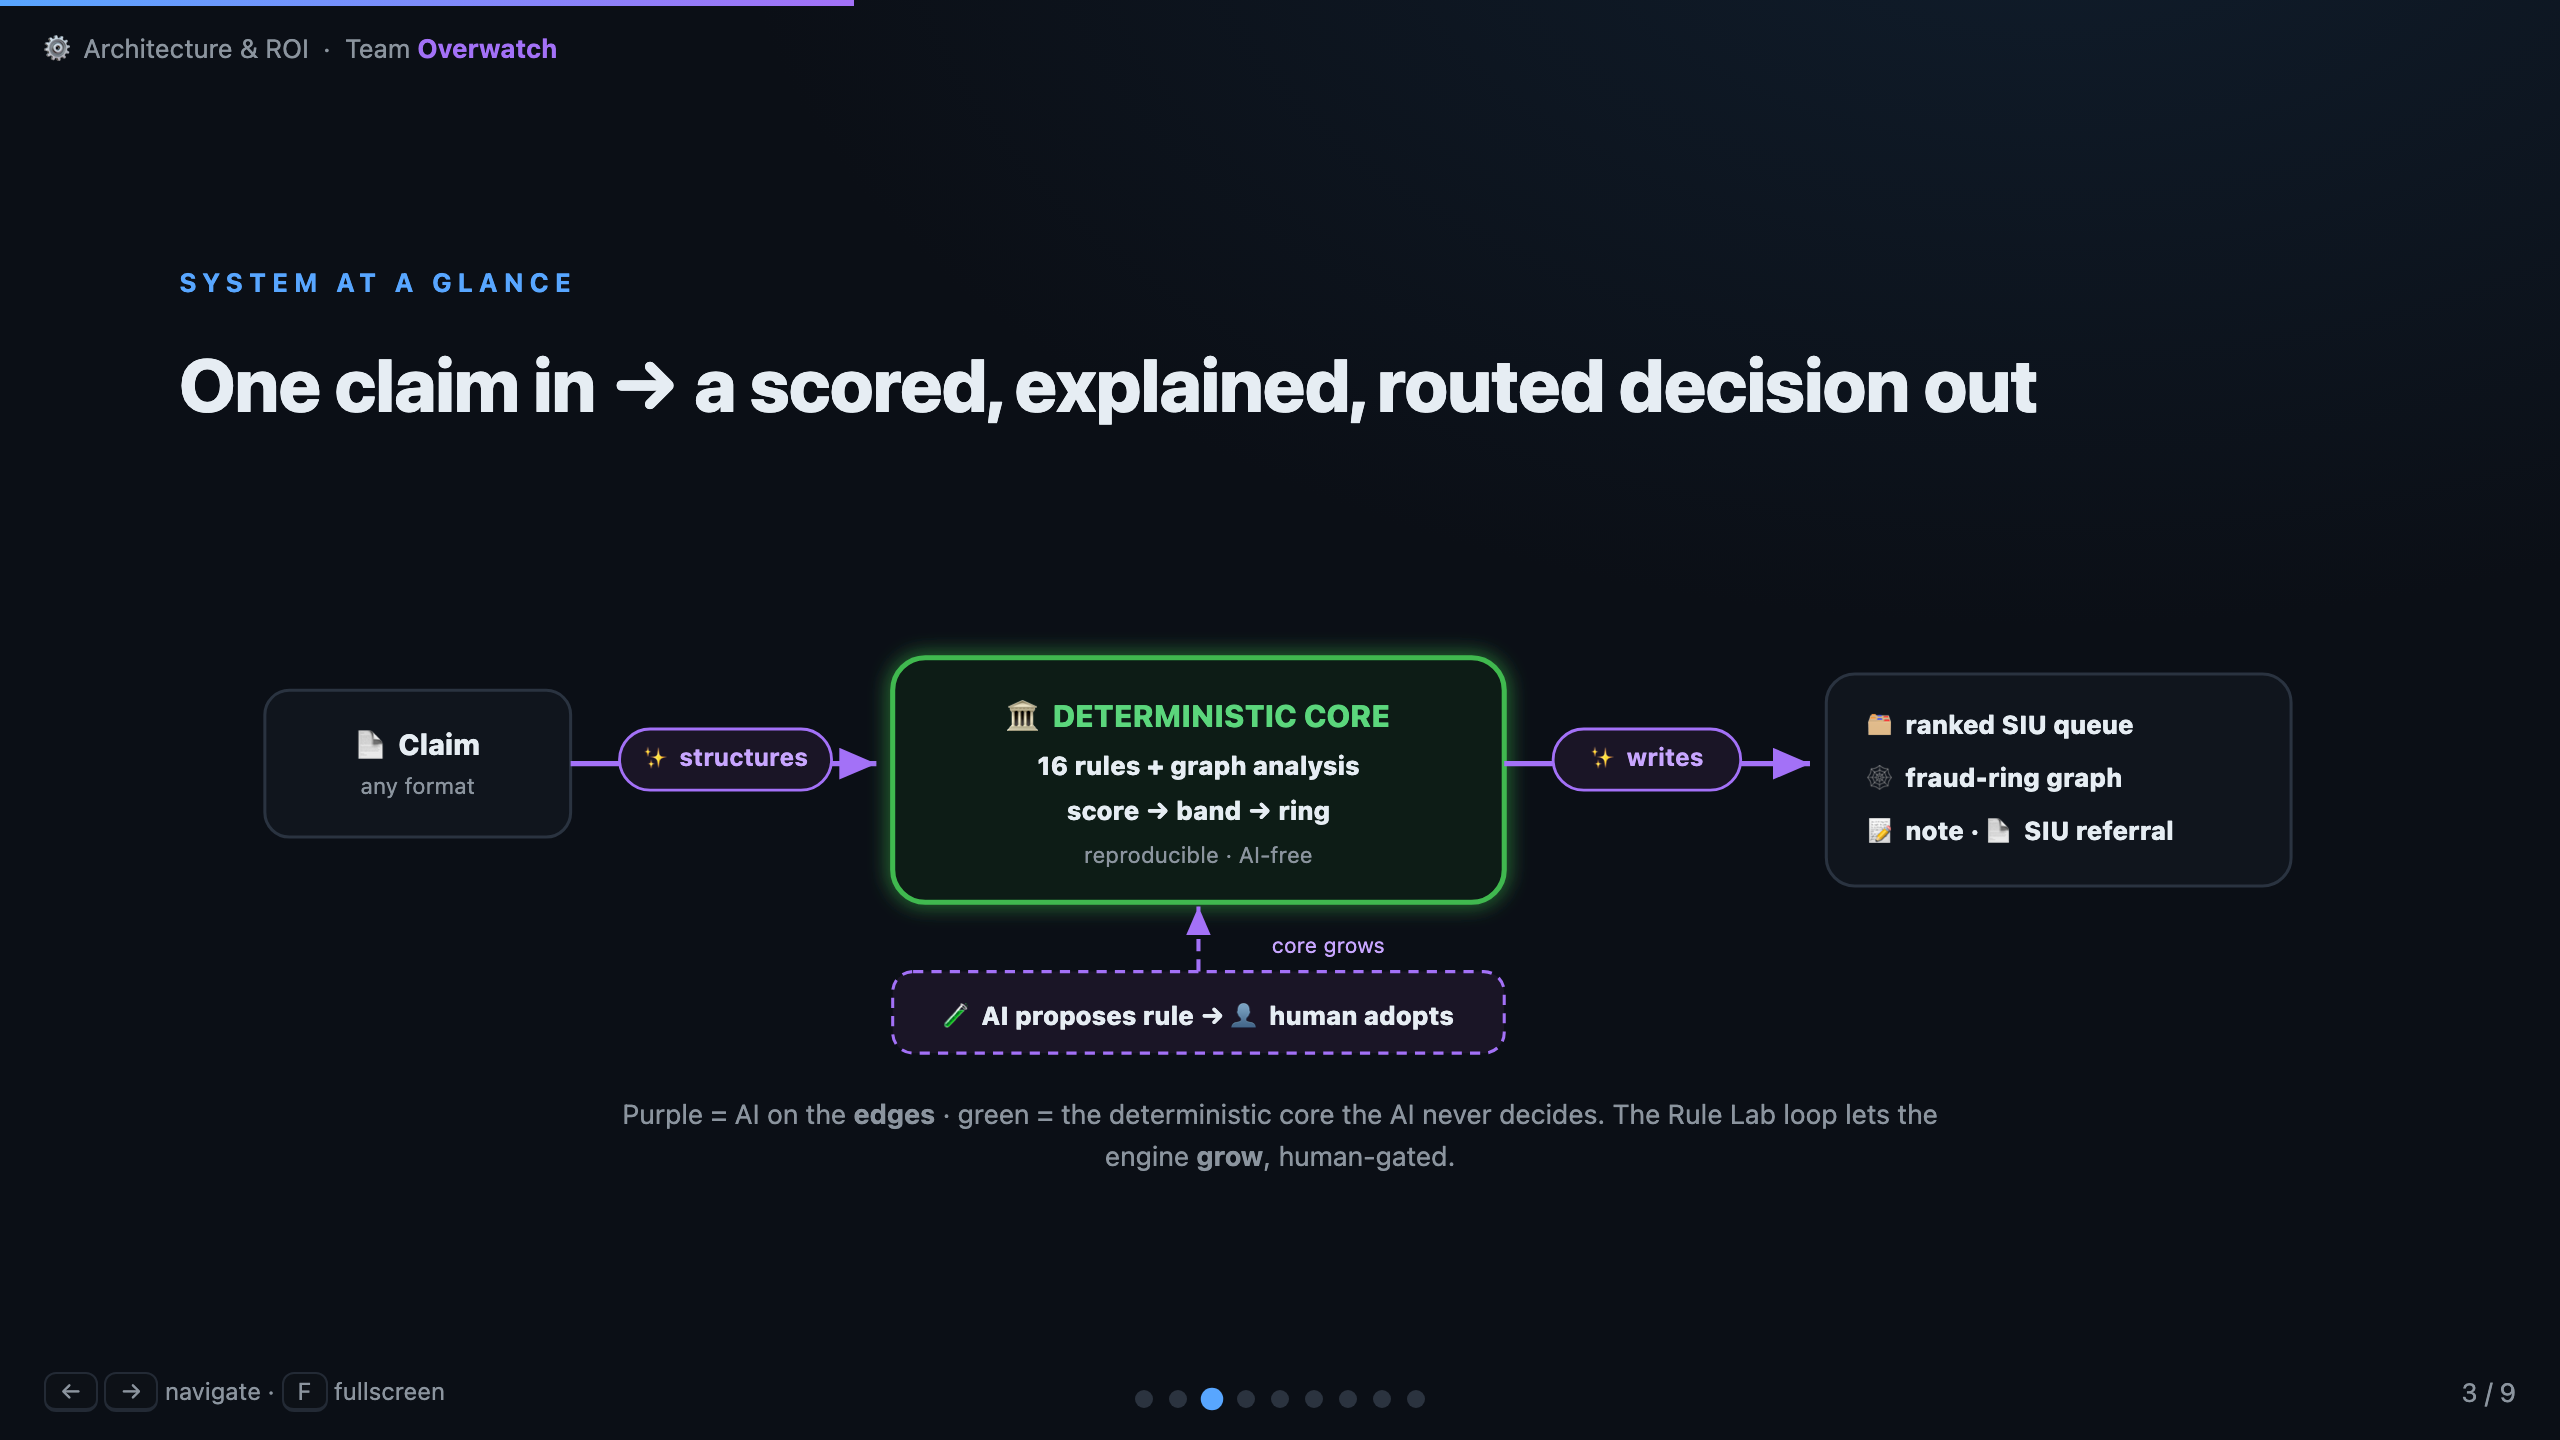 ⚙️ Architecture & ROI · Team Overwatch
SYSTEM AT A GLANCE
One claim in → a scored, explained, routed decision out
📄 Claim
any format
✨ structures
🏛️ DETERMINISTIC CORE
16 rules + graph analysis
score → band → ring
reproducible · AI-free
✨ writes
🗂️ ranked SIU queue
🕸️ fraud-ring graph
📝 note · 📄 SIU referral
core grows
🧪 AI proposes rule → 👤 human adopts
Purple = AI on the edges · green = the deterministic core the AI never decides. The Rule Lab loop lets the
engine grow, human-gated.
← → navigate · F fullscreen
3 / 9